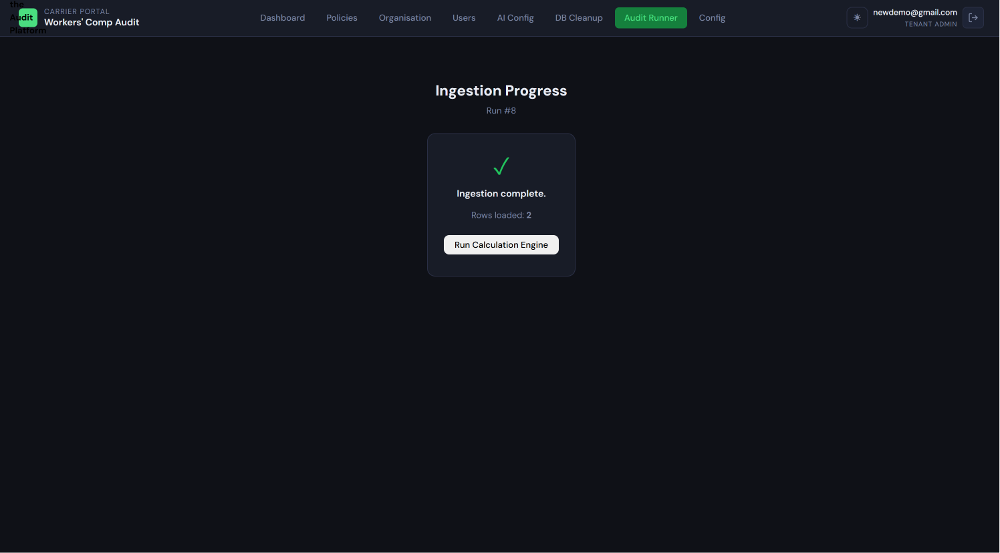 the
Audit
Platform
CARRIER PORTAL
Workers' Comp Audit
Dashboard
Policies
Organisation
Users
AI Config
DB Cleanup
Audit Runner
Config
newdemo@gmail.com
TENANT ADMIN
Ingestion Progress
Run #8
Ingestion complete.
Rows loaded: 2
Run Calculation Engine